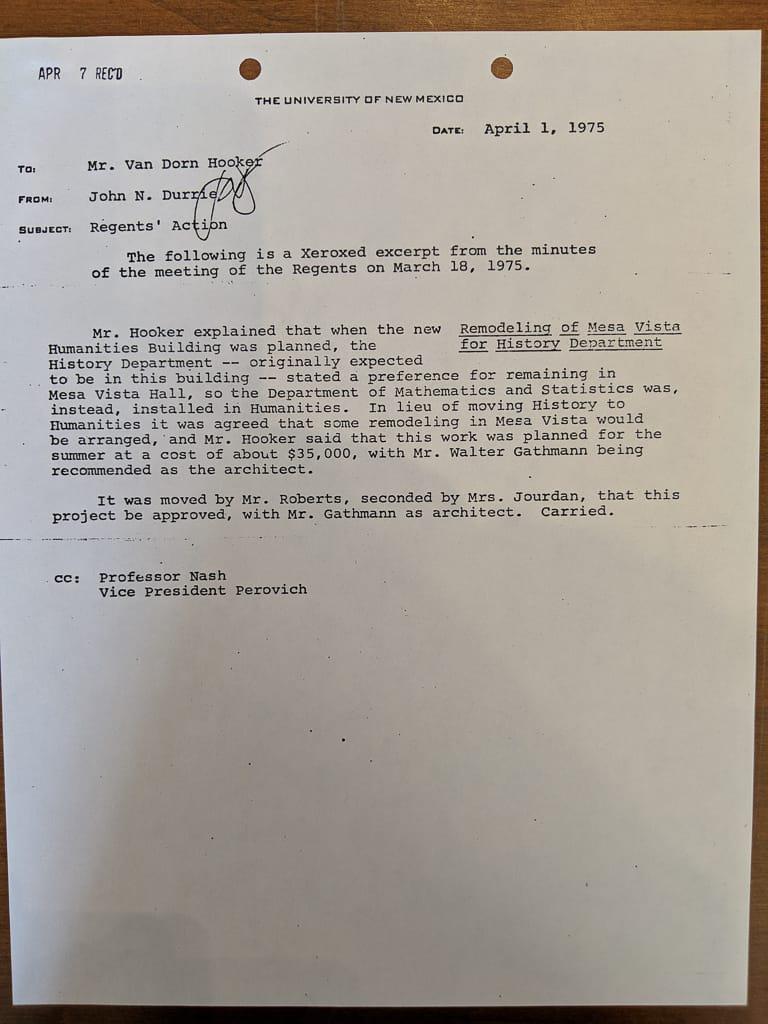 APR 7 REC'D
THE UNIVERSITY OF NEW MEXICO
DATE: April 1, 1975
TO: Mr. Van Dorn Hooker
FROM: John N. Durrie
SUBJECT: Regents' Action
The following is a Xeroxed excerpt from the minutes
of the meeting of the Regents on March 18, 1975.
Mr. Hooker explained that when the new Remodeling of Mesa Vista
Humanities Building was planned, the for History Department
History Department -- originally expected
to be in this building -- stated a preference for remaining in
Mesa Vista Hall, so the Department of Mathematics and Statistics was,
instead, installed in Humanities. In lieu of moving History to
Humanities it was agreed that some remodeling in Mesa Vista would
be arranged, and Mr. Hooker said that this work was planned for the
summer at a cost of about $35,000, with Mr. Walter Gathmann being
recommended as the architect.
It was moved by Mr. Roberts, seconded by Mrs. Jourdan, that this
project be approved, with Mr. Gathmann as architect. Carried.
cc: Professor Nash
Vice President Perovich